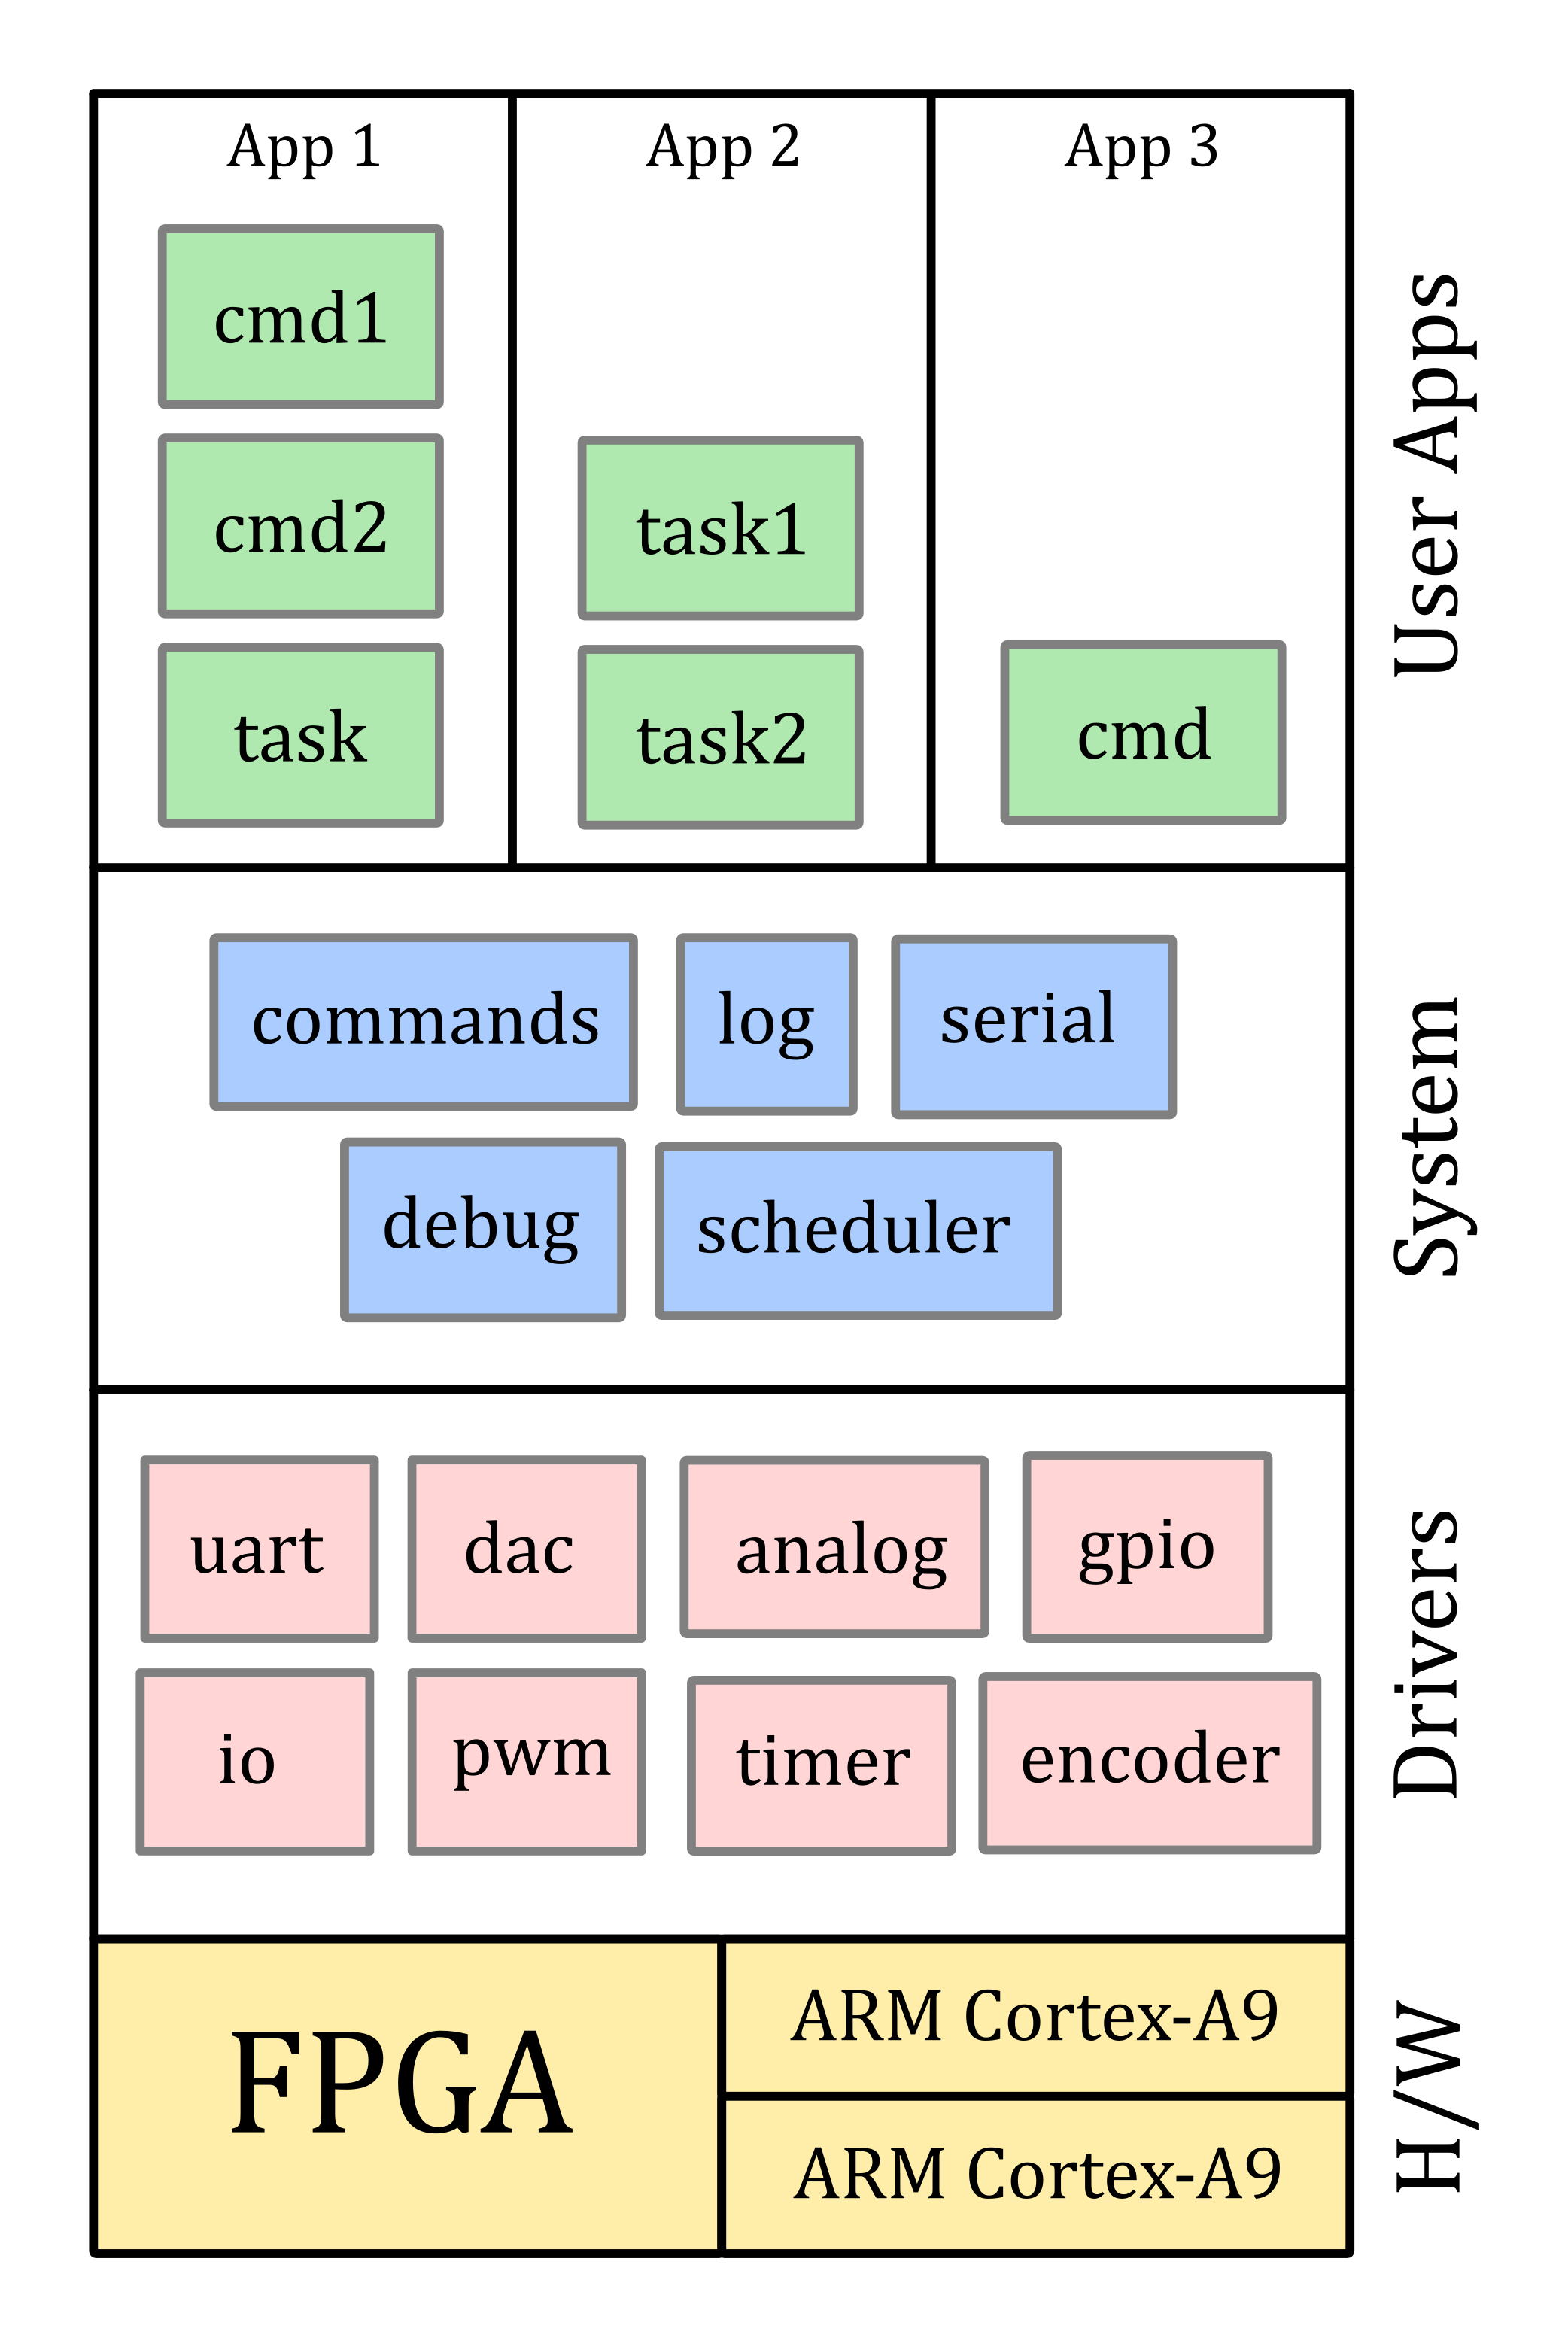 App 1
App 2
App 3
cmd1
cmd2
task
task1
task2
cmd
User Apps
commands
log
serial
debug
scheduler
System
uart
dac
analog
gpio
io
pwm
timer
encoder
Drivers
FPGA
ARM Cortex-A9
ARM Cortex-A9
H/W